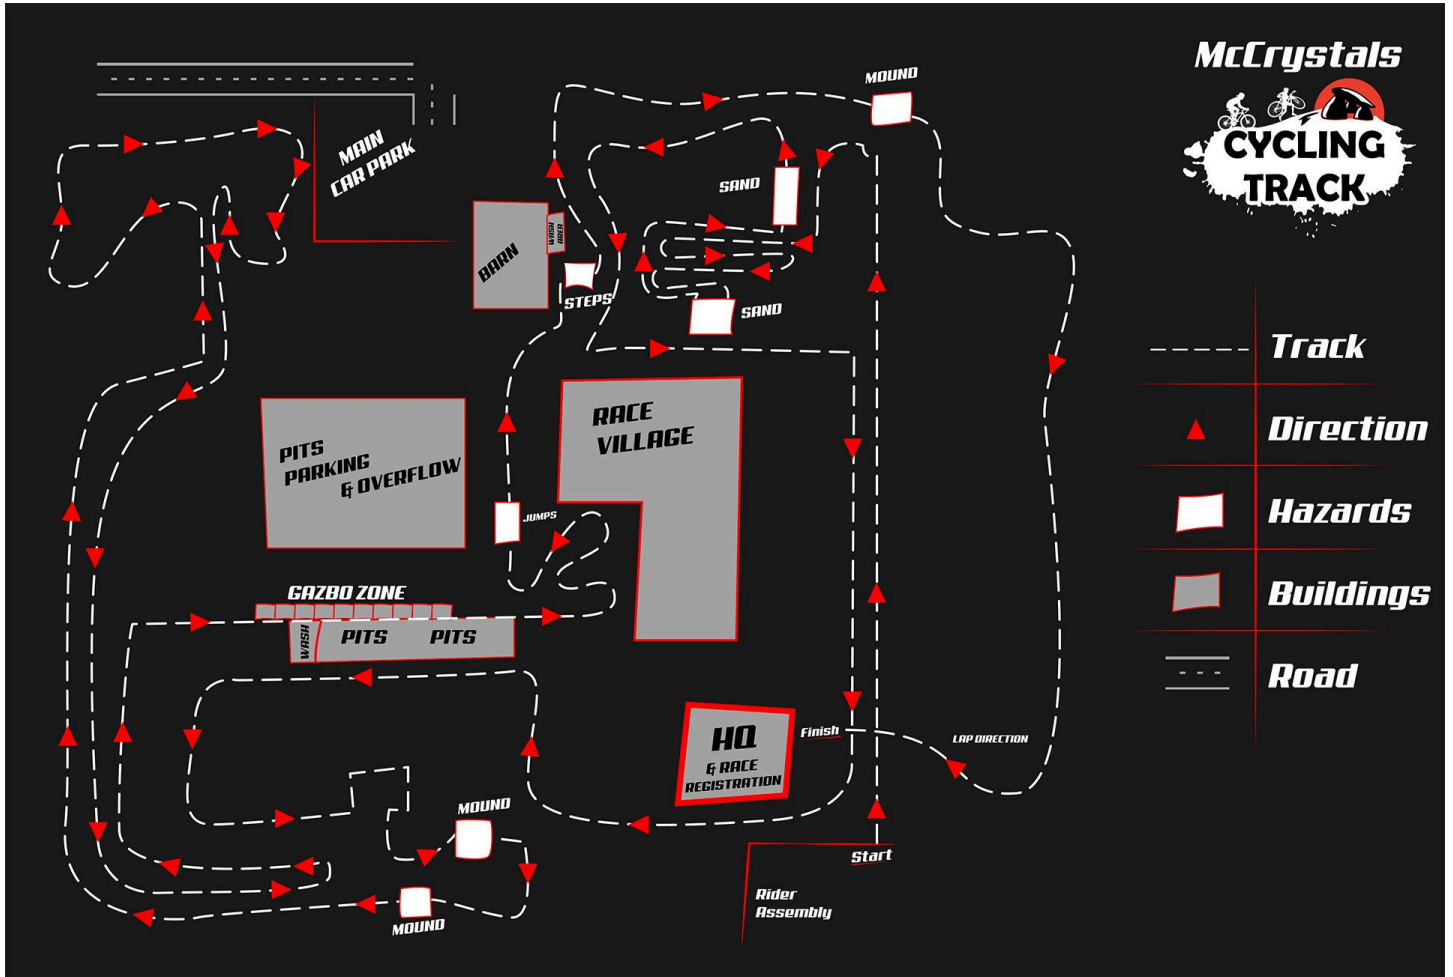 McCrystals
CYCLING
TRACK
MOUND
MAIN
CAR PARK
SAND
WASH
AREA
BARN
STEPS
SAND
Track
RACE
VILLAGE
Direction
PITS
PARKING
& OVERFLOW
JUMPS
Hazards
GAZBO ZONE
Buildings
WASH
PITS
PITS
Road
HQ
& RACE
REGISTRATION
Finish
LAP DIRECTION
MOUND
Start
Rider
Assembly
MOUND